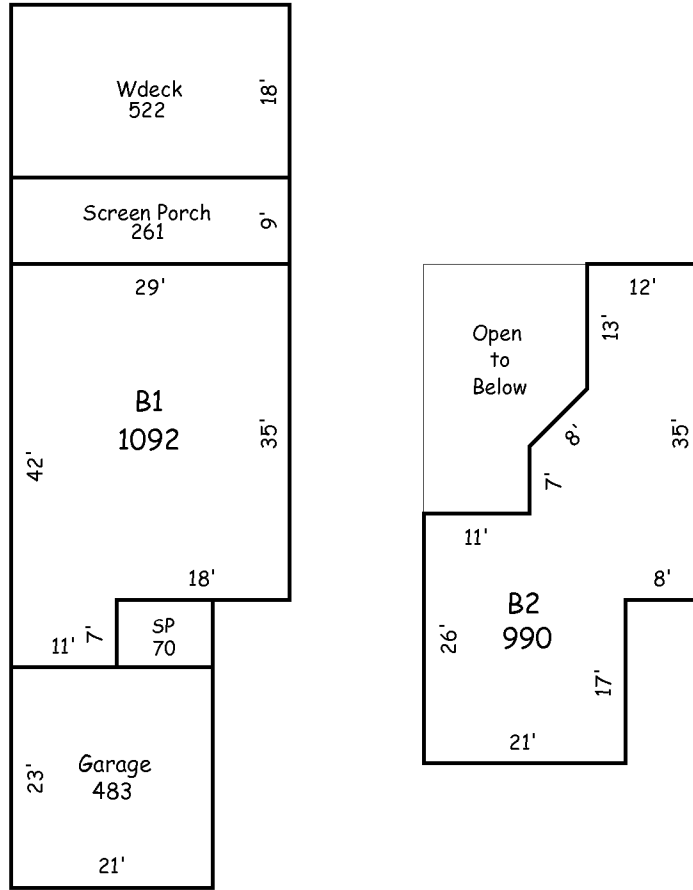 Wdeck
522
18'
Screen Porch
261
9'
29'
B1
1092
42'
35'
18'
11'
7'
SP
70
Garage
483
23'
21'
12'
13'
Open
to
Below
8'
35'
7'
11'
8'
B2
990
26'
17'
21'